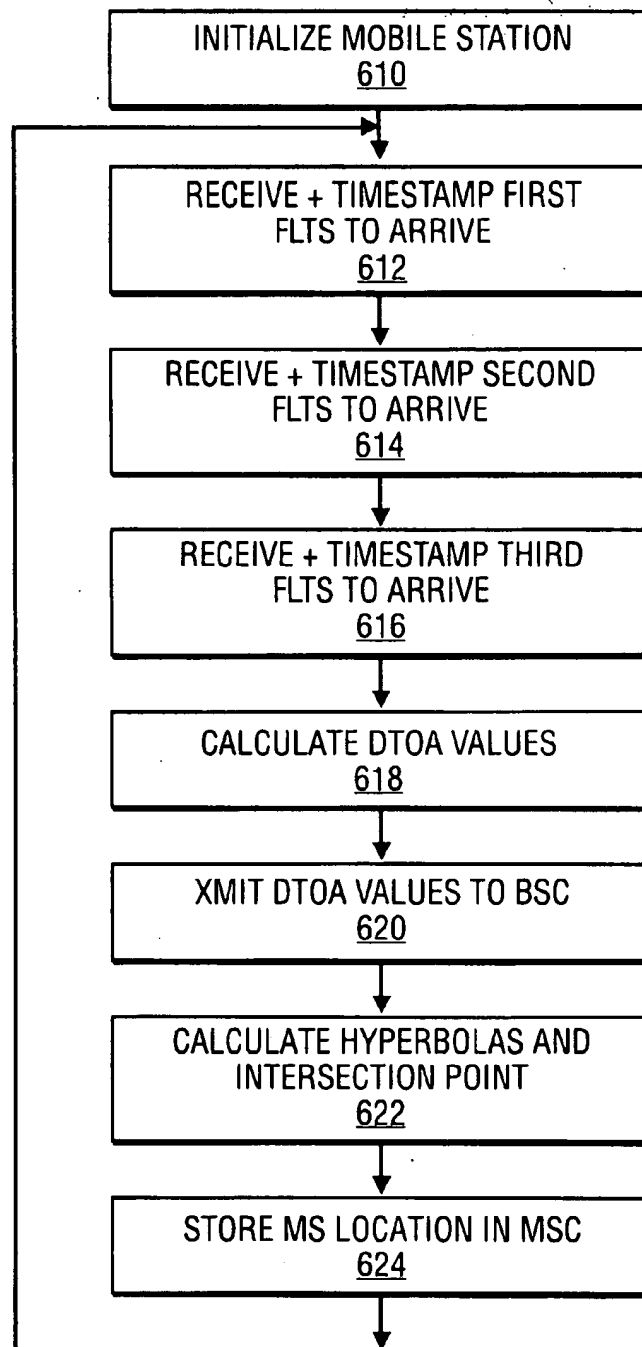 INITIALIZE MOBILE STATION
610
RECEIVE + TIMESTAMP FIRST
FLTS TO ARRIVE
612
RECEIVE + TIMESTAMP SECOND
FLTS TO ARRIVE
614
RECEIVE + TIMESTAMP THIRD
FLTS TO ARRIVE
616
CALCULATE DTOA VALUES
618
XMIT DTOA VALUES TO BSC
620
CALCULATE HYPERBOLAS AND
INTERSECTION POINT
622
STORE MS LOCATION IN MSC
624